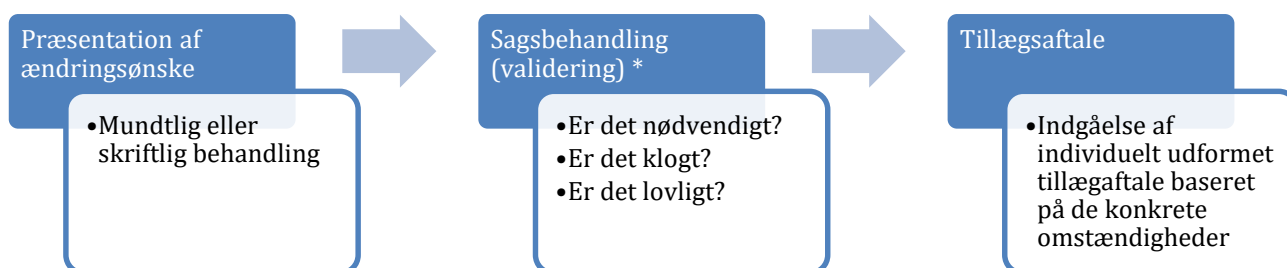 Præsentation af
ændringsønske
•Mundtlig eller
skriftlig behandling
Sagsbehandling
(validering) *
•Er det nødvendigt?
•Er det klogt?
•Er det lovligt?
Tillægsaftale
•Indgåelse af
individuelt udformet
tillægaftale baseret
på de konkrete
omstændigheder